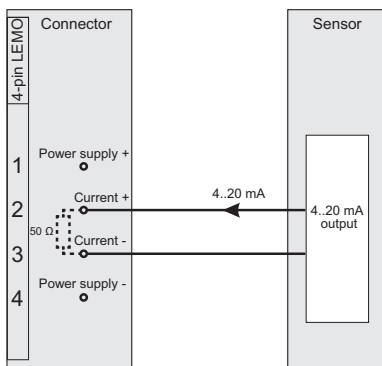 Connector
Sensor
4-pin LEMO
1
Power supply +
2
Current +
4..20 mA
4..20 mA
output
50 Ω
3
Current -
4
Power supply -